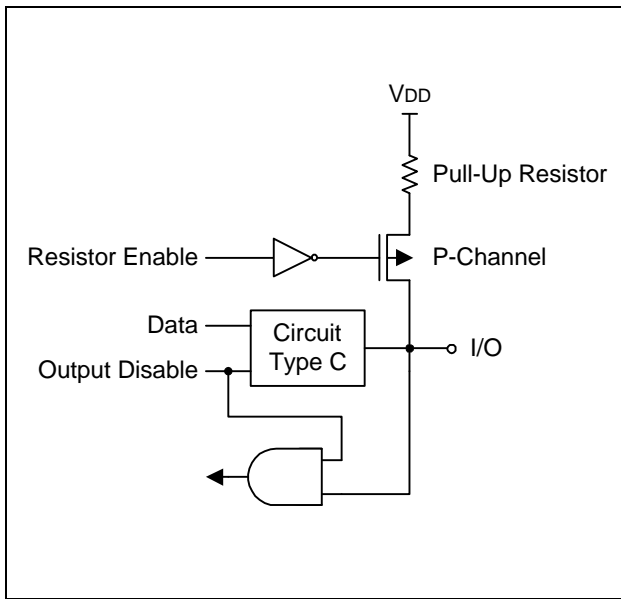 VDD
Pull-Up Resistor
Resistor Enable
P-Channel
Data
Circuit
Type C
I/O
Output Disable